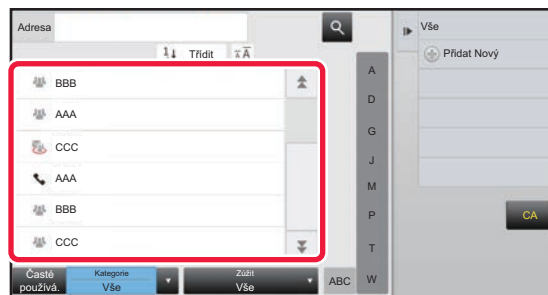 Adresa
Třídit
BBB
AAA
CCC
AAA
BBB
CCC
A
D
G
J
M
P
T
W
Časté
používá.
Kategorie
Vše
Zúžit
Vše
ABC
Vše
Přidat Nový
CA